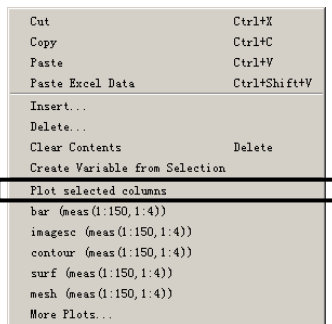 Cut Ctrl+X
Copy Ctrl+C
Paste Ctrl+V
Paste Excel Data Ctrl+Shift+V
Insert...
Delete...
Clear Contents Delete
Create Variable from Selection
Plot selected columns
bar (meas(1:150,1:4))
imagesc (meas(1:150,1:4))
contour (meas(1:150,1:4))
surf (meas(1:150,1:4))
mesh (meas(1:150,1:4))
More Plots...